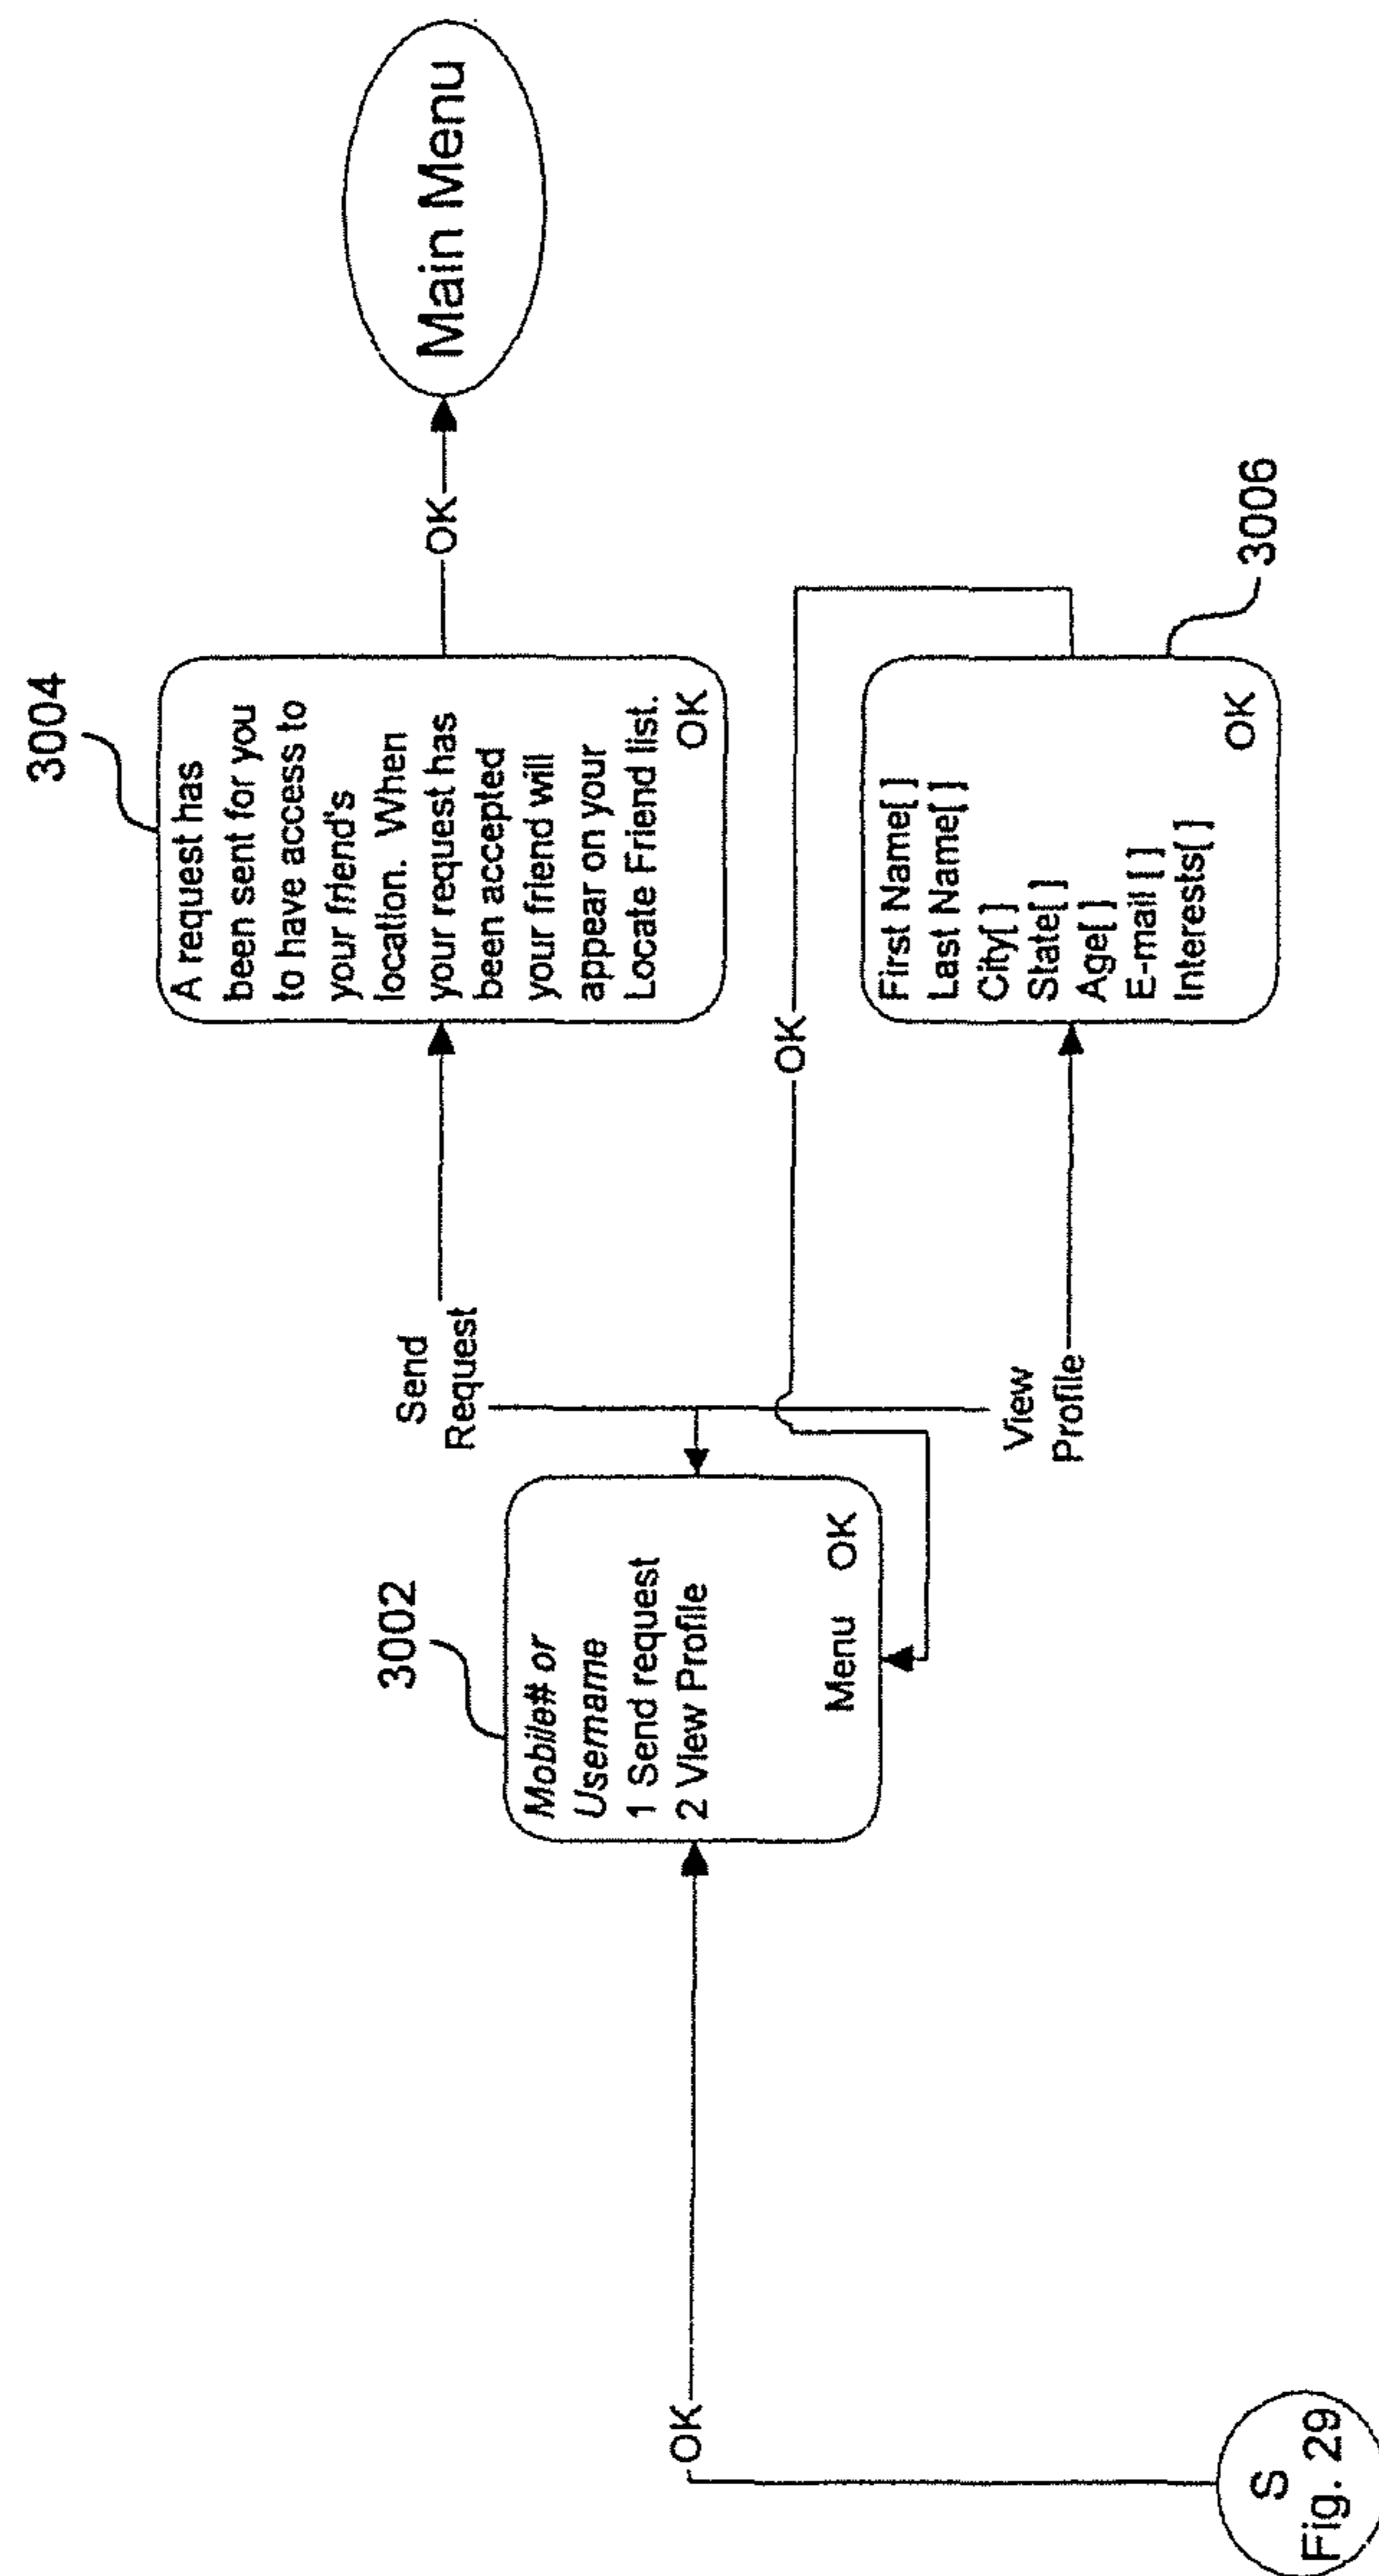 3004
A request has
been sent for you
to have access to
your friend's
location. When
your request has
been accepted
your friend will
appear on your
Locate Friend list.
OK
OK
Main Menu
Send
Request
3002
Mobile# or
Username
1 Send request
2 View Profile
Menu OK
OK
OK
View
Profile
First Name[ ]
Last Name[ ]
City[ ]
State[ ]
Age[ ]
E-mail [ ]
Interests[ ]
OK
3006
S
Fig. 29